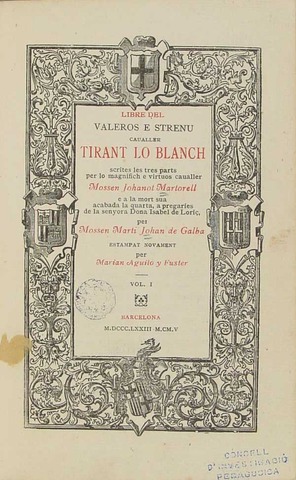 LIBRE DEL
VALEROS E STRENU
CAUALLER
TIRANT LO BLANCH
scrites les tres parts
per lo magnifich e virtuos caualler
Mossen Johanot Martorell
e a la mort sua
acabada la quarta, a pregaries
de la senyora Dona Isabel de Loriç,
per
Mossen Marti Johan de Galba
ESTAMPAT NOVAMENT
per
Marian Aguiló y Fuster
VOL. I
BARCELONA
M.DCCC.LXXIII-M.CM.V
CONSELL
D'INVESTIGACIÓ
PEDAGÒGICA